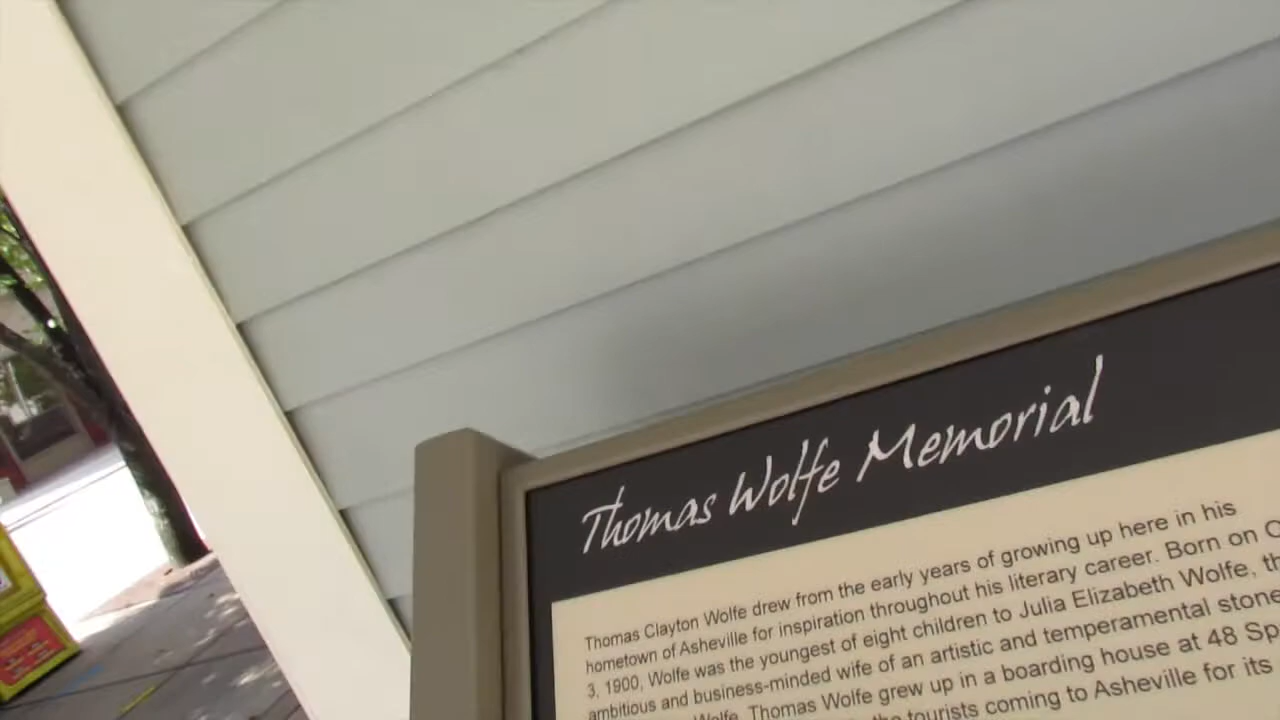 Thomas Wolfe Memorial
Thomas Clayton Wolfe drew from the early years of growing up here in his
hometown of Asheville for inspiration throughout his literary career. Born on
3, 1900, Wolfe was the youngest of eight children to Julia Elizabeth Wolfe,
ambitious and business-minded wife of an artistic and temperamental
Wolfe. Thomas Wolfe grew up in a boarding house at 48
the tourists coming to Asheville for its